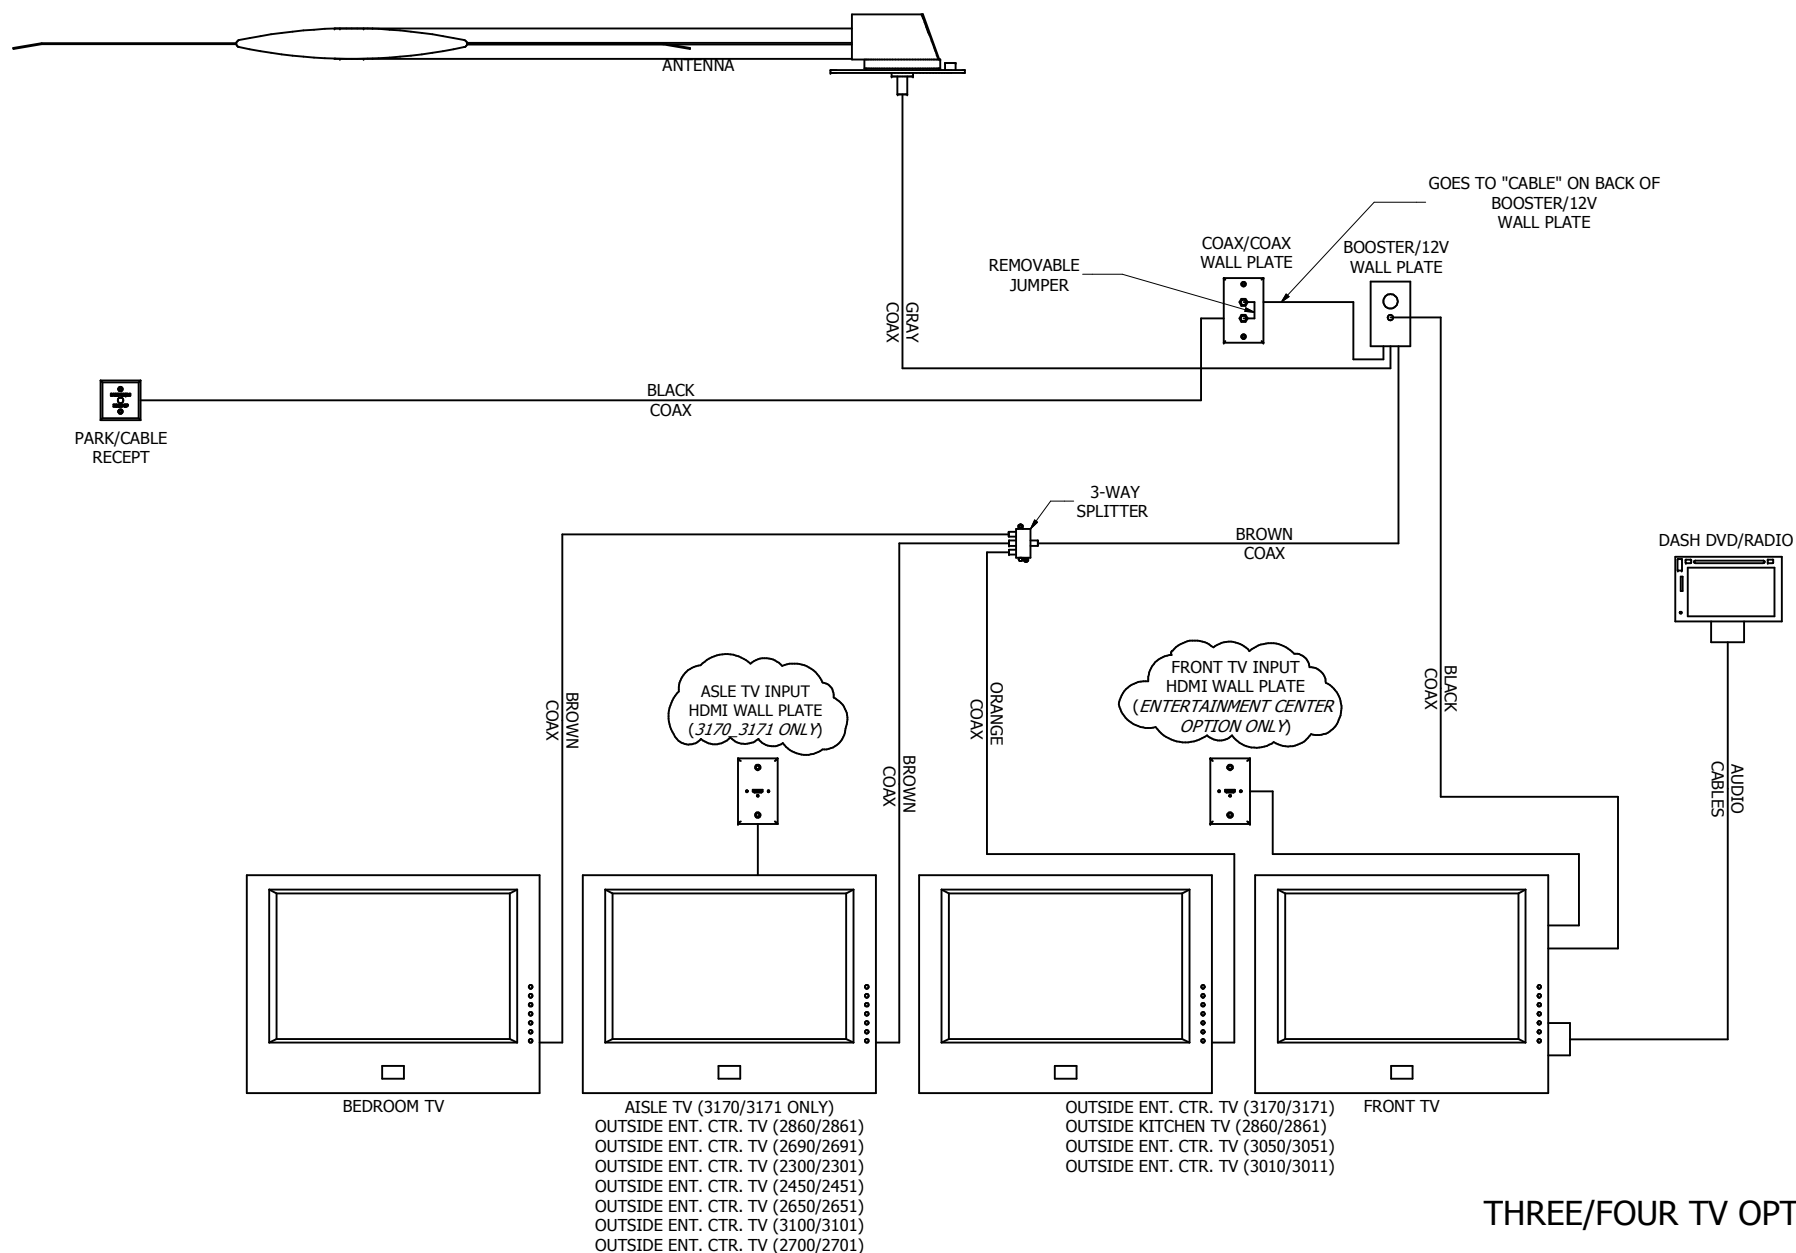 ANTENNA
GOES TO "CABLE" ON BACK OF
BOOSTER/12V
WALL PLATE
COAX/COAX
WALL PLATE
BOOSTER/12V
WALL PLATE
REMOVABLE
JUMPER
GRAY
COAX
BLACK
COAX
PARK/CABLE
RECEPT
3-WAY
SPLITTER
BROWN
COAX
DASH DVD/RADIO
ASLE TV INPUT
HDMI WALL PLATE
(3170_3171 ONLY)
FRONT TV INPUT
HDMI WALL PLATE
(ENTERTAINMENT CENTER
OPTION ONLY)
BROWN
COAX
BROWN
COAX
ORANGE
COAX
BLACK
COAX
AUDIO
CABLES
BEDROOM TV
AISLE TV (3170/3171 ONLY)
OUTSIDE ENT. CTR. TV (2860/2861)
OUTSIDE ENT. CTR. TV (2690/2691)
OUTSIDE ENT. CTR. TV (2300/2301)
OUTSIDE ENT. CTR. TV (2450/2451)
OUTSIDE ENT. CTR. TV (2650/2651)
OUTSIDE ENT. CTR. TV (3100/3101)
OUTSIDE ENT. CTR. TV (2700/2701)
OUTSIDE ENT. CTR. TV (3170/3171)
OUTSIDE KITCHEN TV (2860/2861)
OUTSIDE ENT. CTR. TV (3050/3051)
OUTSIDE ENT. CTR. TV (3010/3011)
FRONT TV
THREE/FOUR TV OPT